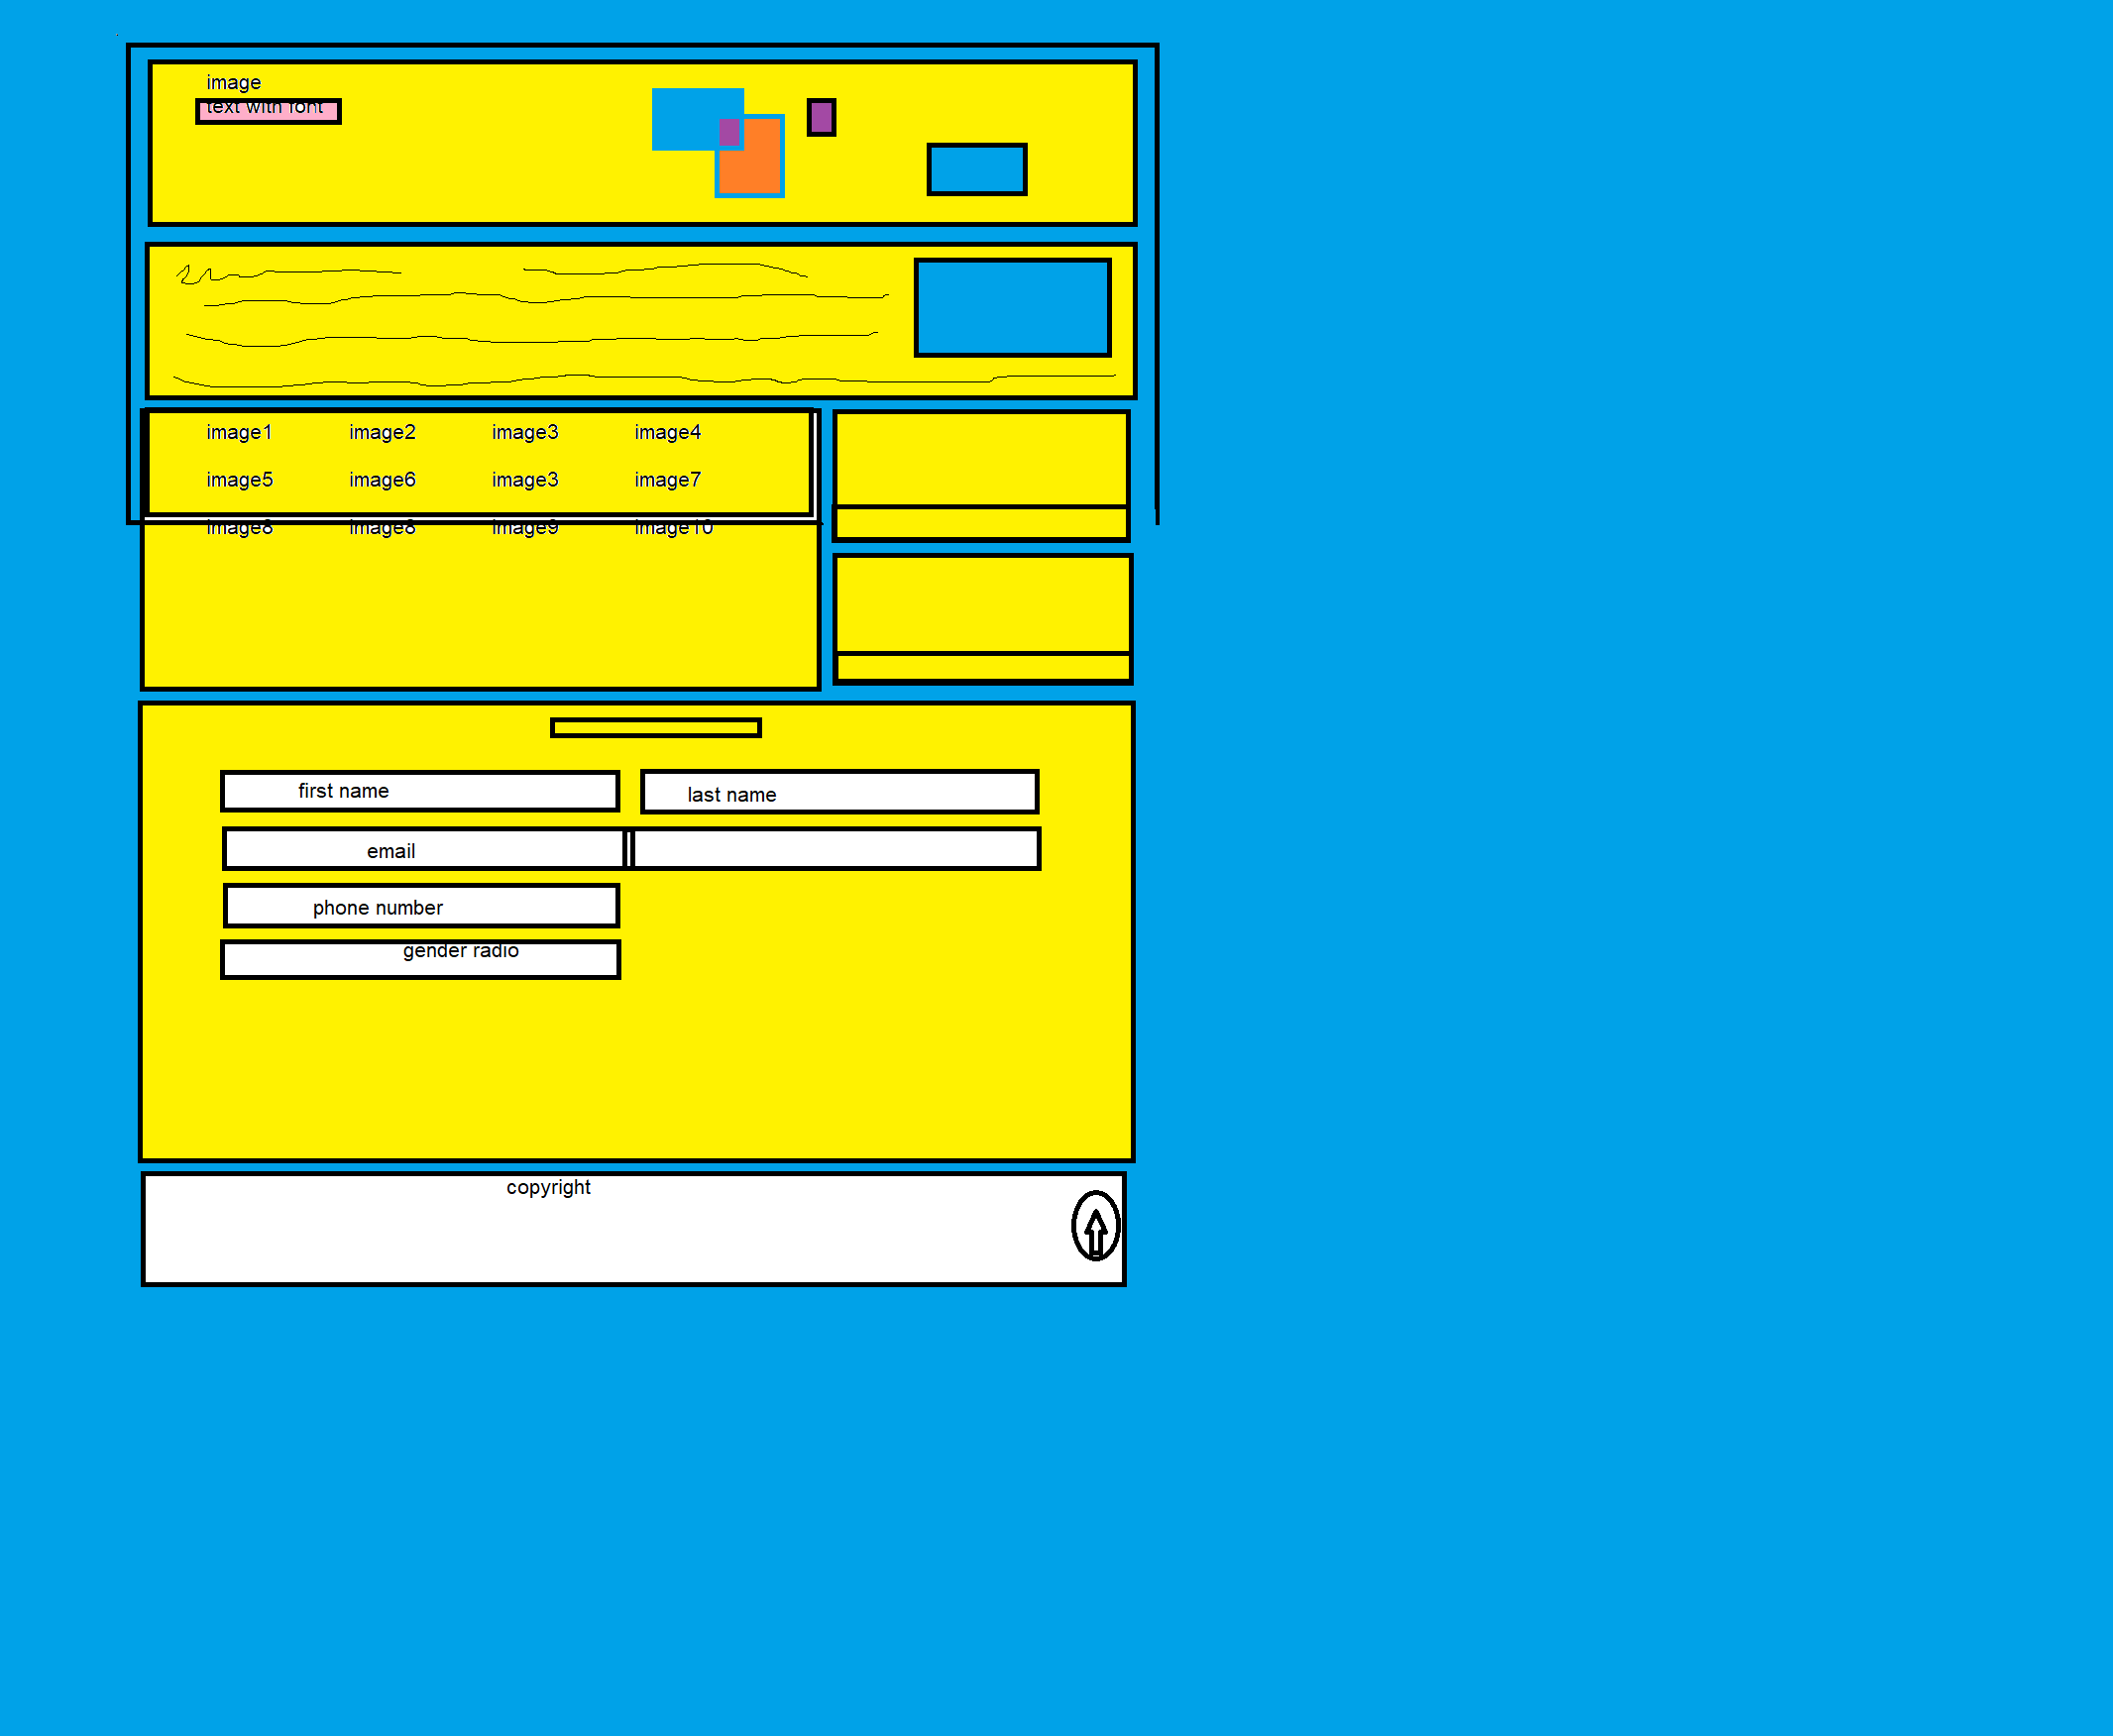 image
text with font
image1 image2 image3 image4
image5 image6 image3 image7
image8 image8 image9 image10
first name last name
email
phone number
gender radio
copyright